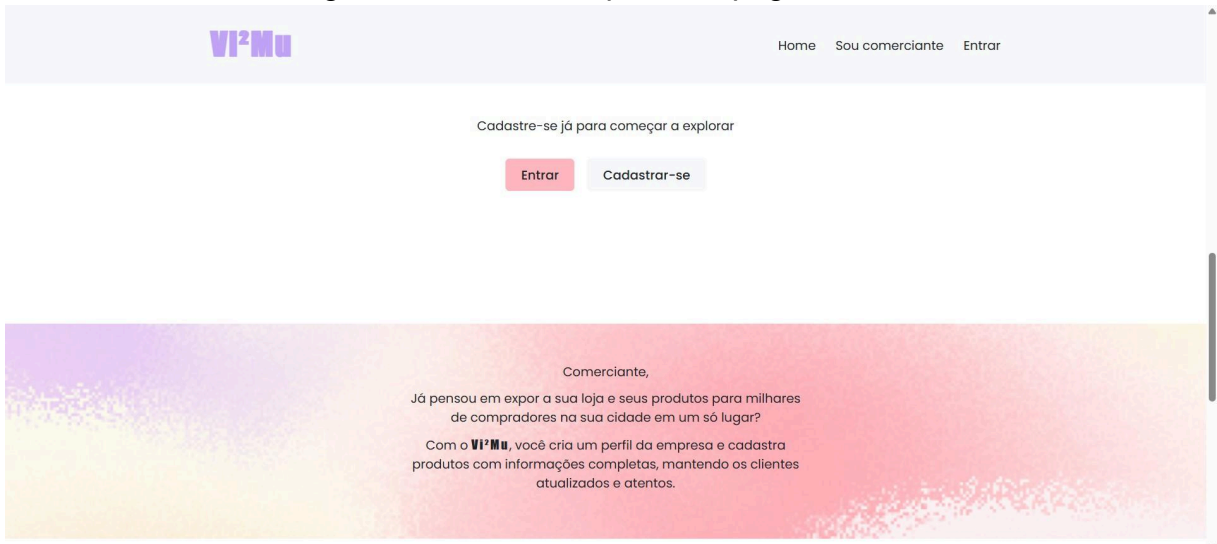 VI²Mu
Home Sou comerciante Entrar
Cadastre-se já para começar a explorar
Entrar Cadastrar-se
Comerciante,
Já pensou em expor a sua loja e seus produtos para milhares
de compradores na sua cidade em um só lugar?
Com o Vi²Mu, você cria um perfil da empresa e cadastra
produtos com informações completas, mantendo os clientes
atualizados e atentos.